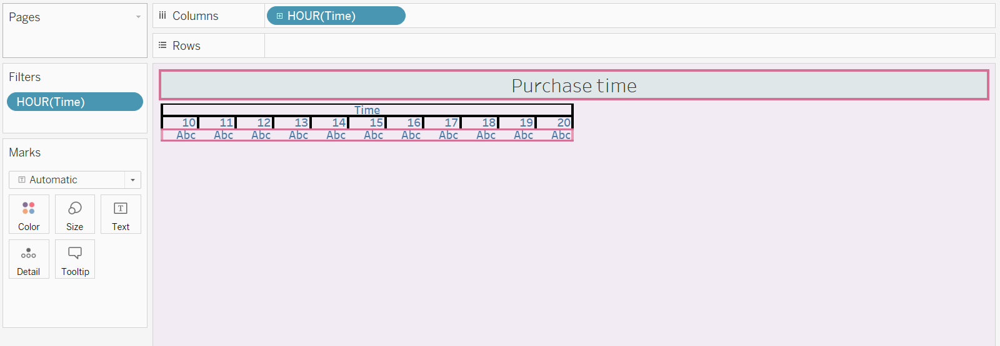 Pages
Columns
HOUR(Time)
Rows
Filters
HOUR(Time)
Marks
Automatic
Color Size Text
Detail Tooltip
Purchase time
Time
10 11 12 13 14 15 16 17 18 19 20
Abc Abc Abc Abc Abc Abc Abc Abc Abc Abc Abc